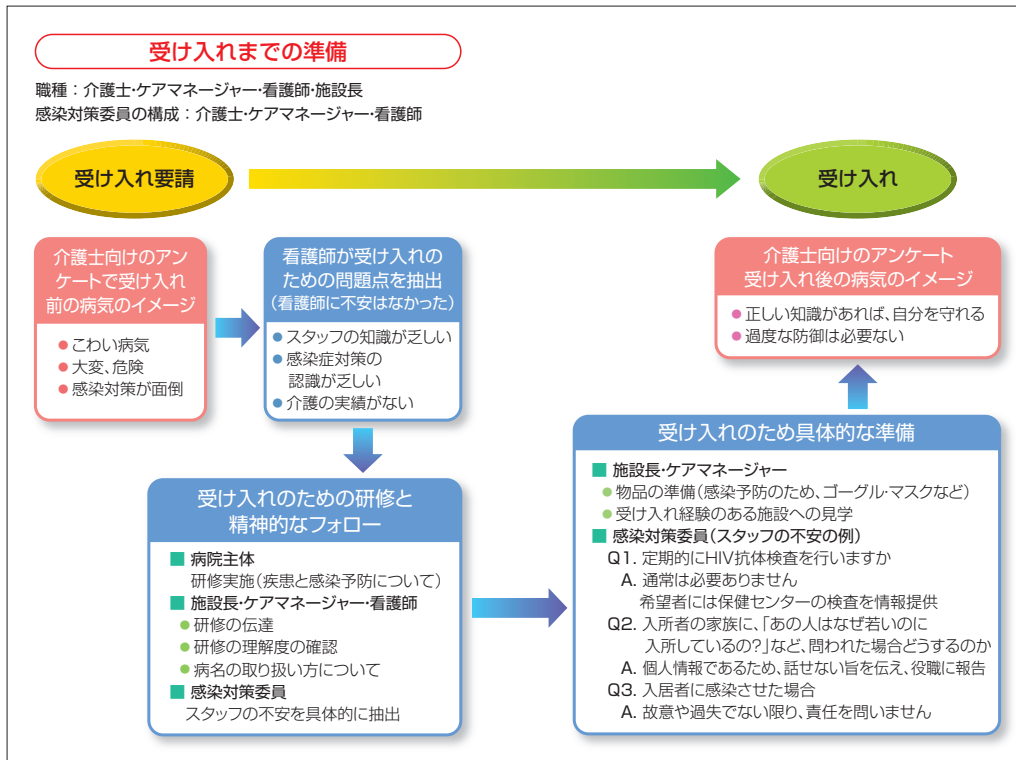 受け入れまでの準備
職種：介護士・ケアマネージャー・看護師・施設長
感染対策委員の構成：介護士・ケアマネージャー・看護師
受け入れ要請
受け入れ
介護士向けのアン
ケートで受け入れ
前の病気のイメージ
● こわい病気
● 大変、危険
● 感染対策が面倒
看護師が受け入れの
ための問題点を抽出
（看護師に不安はなかった）
● スタッフの知識が乏しい
● 感染症対策の
認識が乏しい
● 介護の実績がない
受け入れのための研修と
精神的なフォロー
■ 病院主体
研修実施（疾患と感染予防について）
■ 施設長・ケアマネージャー・看護師
● 研修の伝達
● 研修の理解度の確認
● 病名の取り扱い方について
■ 感染対策委員
スタッフの不安を具体的に抽出
受け入れのため具体的な準備
■ 施設長・ケアマネージャー
● 物品の準備（感染予防のため、ゴーグル・マスクなど）
● 受け入れ経験のある施設への見学
■ 感染対策委員（スタッフの不安の例）
Q1. 定期的にHIV抗体検査を行いますか
A. 通常は必要ありません
希望者には保健センターの検査を情報提供
Q2. 入所者の家族に、「あの人はなぜ若いのに
入所しているの？」など、問われた場合どうするのか
A. 個人情報であるため、話せない旨を伝え、役職に報告
Q3. 入居者に感染させた場合
A. 故意や過失でない限り、責任を問いません
介護士向けのアンケート
受け入れ後の病気のイメージ
● 正しい知識があれば、自分を守れる
● 過度な防御は必要ない